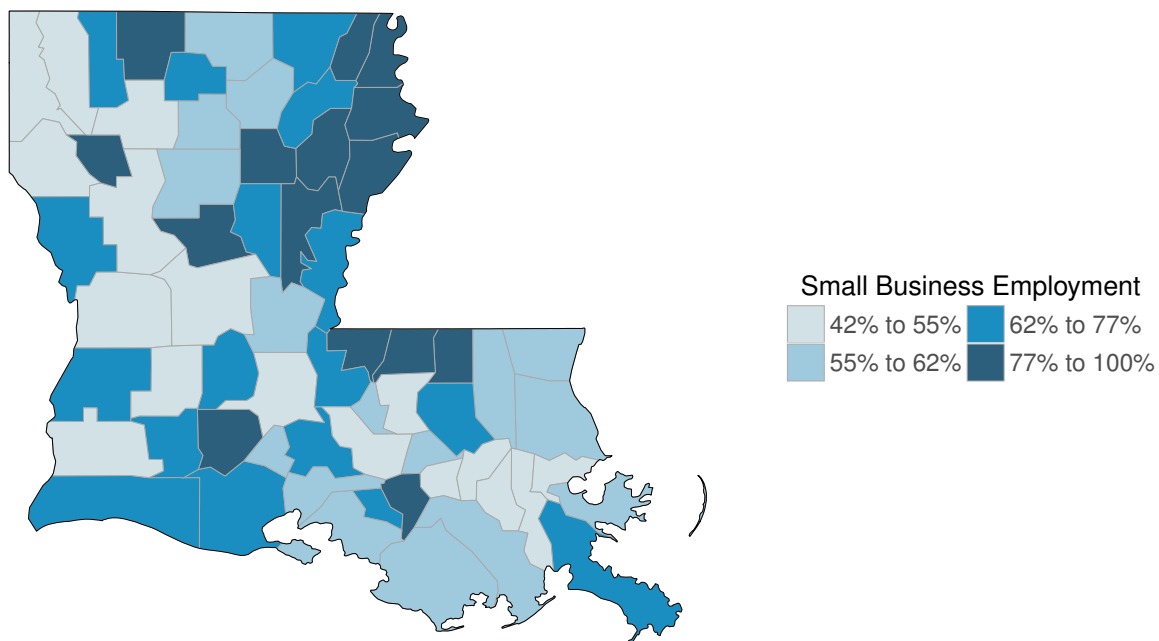 Small Business Employment
42% to 55% 62% to 77%
55% to 62% 77% to 100%